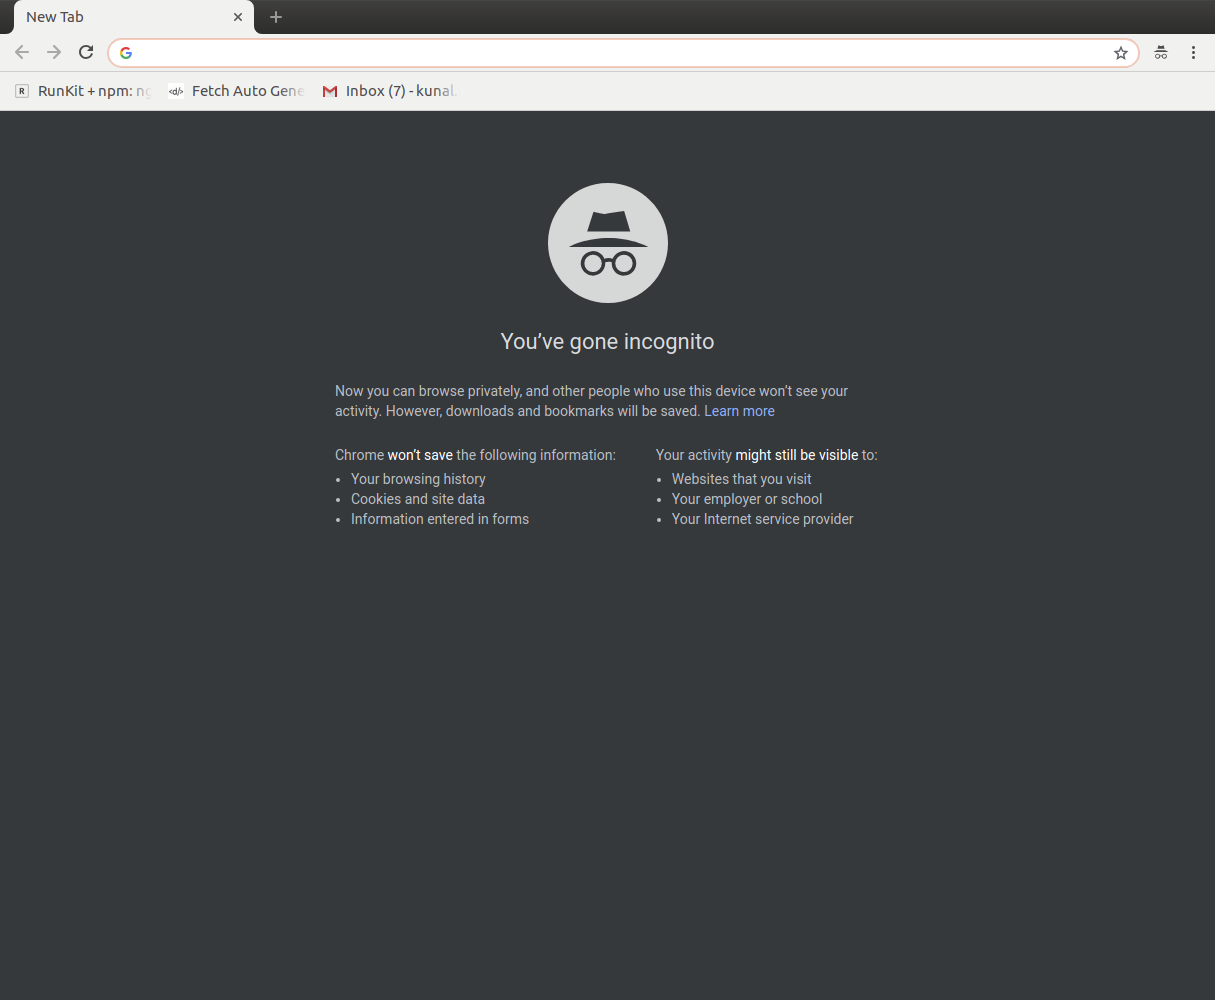 New Tab
RunKit + npm: ng
Fetch Auto Gene
Inbox (7) - kunal.
You’ve gone incognito
Now you can browse privately, and other people who use this device won’t see your
activity. However, downloads and bookmarks will be saved. Learn more
Chrome won’t save the following information:
• Your browsing history
• Cookies and site data
• Information entered in forms
Your activity might still be visible to:
• Websites that you visit
• Your employer or school
• Your Internet service provider